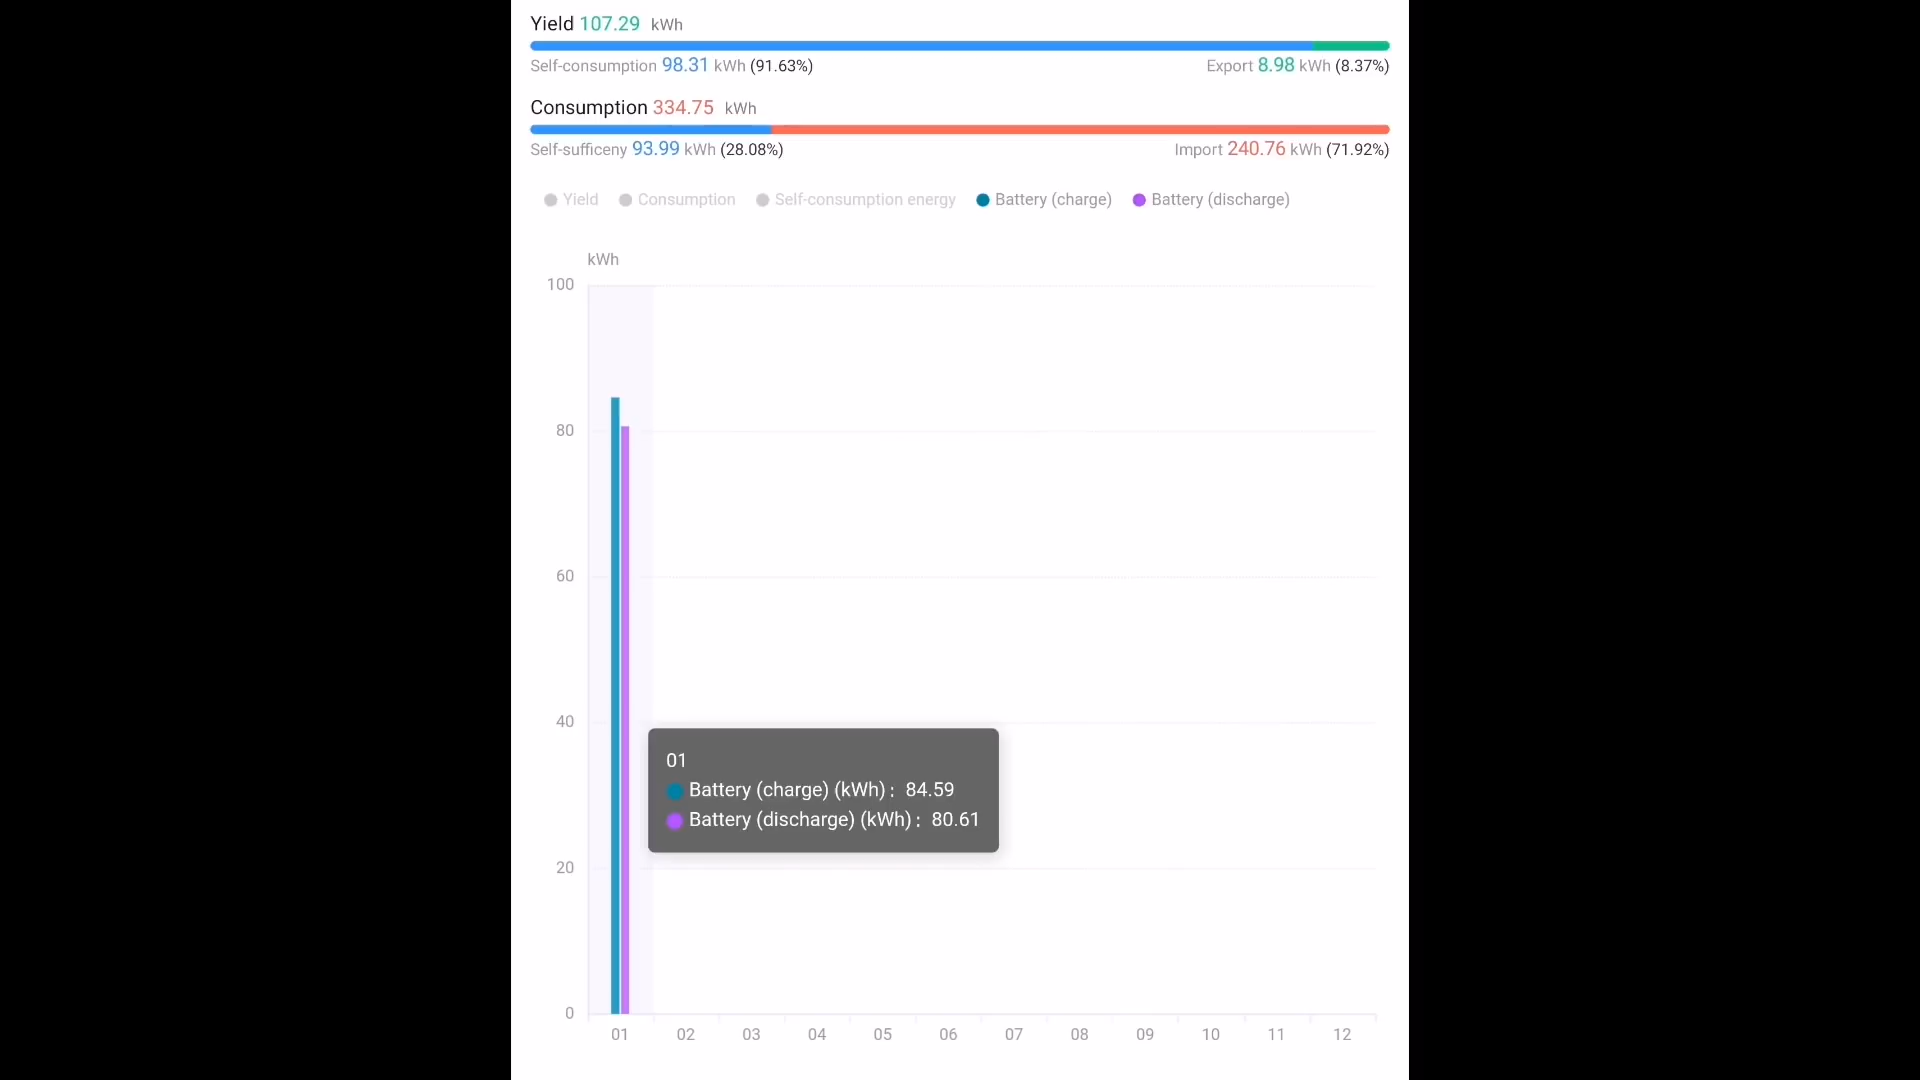 Yield 107.29 kWh
Self-consumption 98.31 kWh (91.63%) Export 8.98 kWh (8.37%)
Consumption 334.75 kWh
Self-sufficeny 93.99 kWh (28.08%) Import 240.76 kWh (71.92%)
Yield Consumption Self-consumption energy Battery (charge) Battery (discharge)
kWh
100
80
60
40
01
Battery (charge) (kWh) : 84.59
Battery (discharge) (kWh) : 80.61
20
0
01 02 03 04 05 06 07 08 09 10 11 12